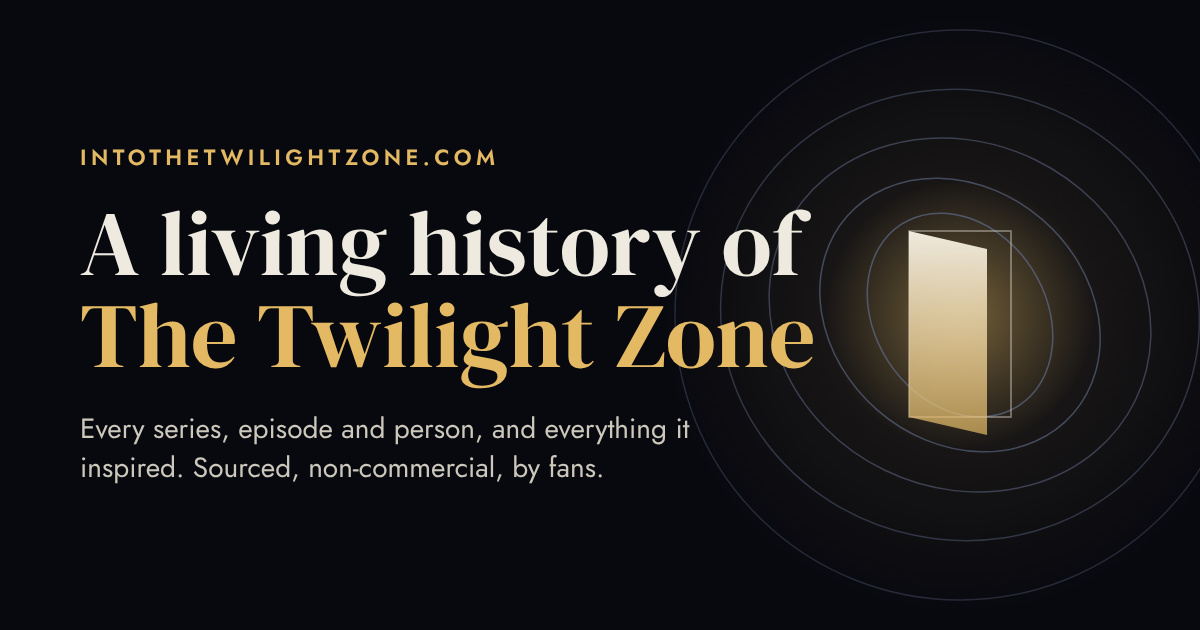 INTOTHETWILIGHTZONE.COM
A living history of
The Twilight Zone
Every series, episode and person, and everything it
inspired. Sourced, non-commercial, by fans.